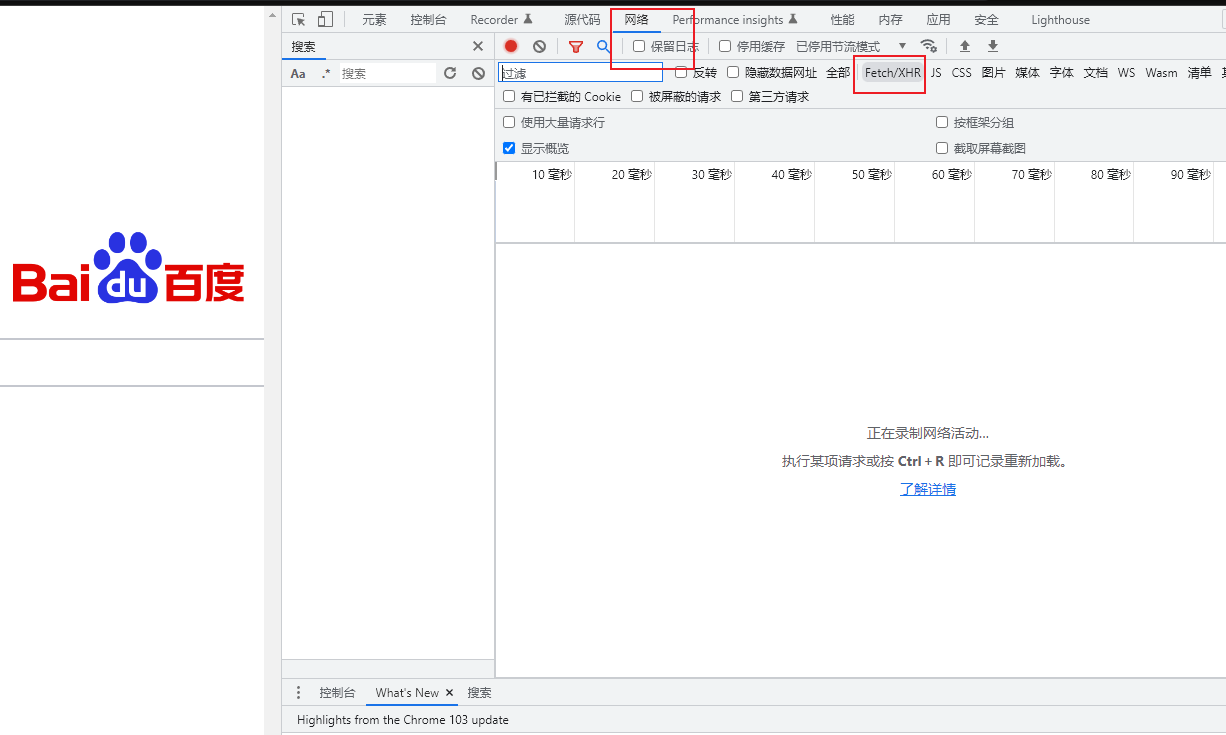 元素 控制台 Recorder 源代码 网络 Performance insights 性能 内存 应用 安全 Lighthouse
搜索 保留日志 停用缓存 已停用节流模式
Aa .* 搜索 过滤 反转 隐藏数据网址 全部 Fetch/XHR JS CSS 图片 媒体 字体 文档 WS Wasm 清单
有已拦截的 Cookie 被屏蔽的请求 第三方请求
使用大量请求行 按框架分组
显示概览 截取屏幕截图
10 毫秒 20 毫秒 30 毫秒 40 毫秒 50 毫秒 60 毫秒 70 毫秒 80 毫秒 90 毫秒
Bai du 百度
正在录制网络活动...
执行某项请求或按 Ctrl + R 即可记录重新加载。
了解详情
控制台 What's New 搜索
Highlights from the Chrome 103 update